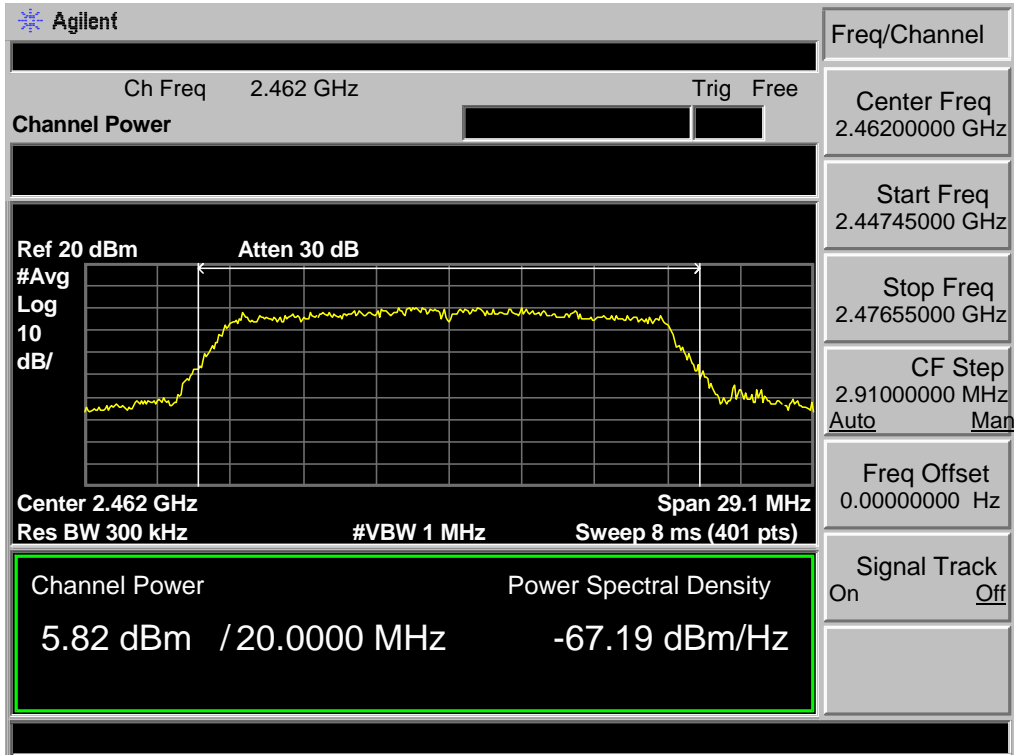 Agilent
Freq/Channel
Ch Freq 2.462 GHz Trig Free
Channel Power
Center Freq
2.46200000 GHz
Start Freq
2.44745000 GHz
Stop Freq
2.47655000 GHz
CF Step
2.91000000 MHz
Auto Man
Freq Offset
0.00000000 Hz
Signal Track
On Off
Ref 20 dBm Atten 30 dB
#Avg
Log
10
dB/
Center 2.462 GHz Span 29.1 MHz
Res BW 300 kHz #VBW 1 MHz Sweep 8 ms (401 pts)
Channel Power Power Spectral Density
5.82 dBm / 20.0000 MHz -67.19 dBm/Hz